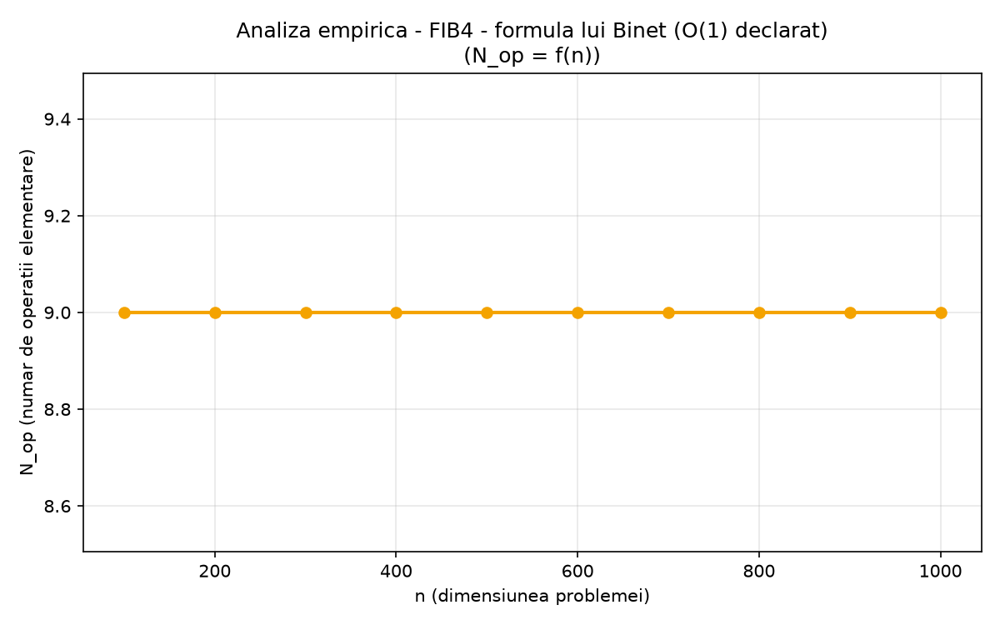 Analiza empirica - FIB4 - formula lui Binet (O(1) declarat)
(N_op = f(n))
N_op (numar de operatii elementare)
9.4
9.2
9.0
8.8
8.6
200 400 600 800 1000
n (dimensiunea problemei)